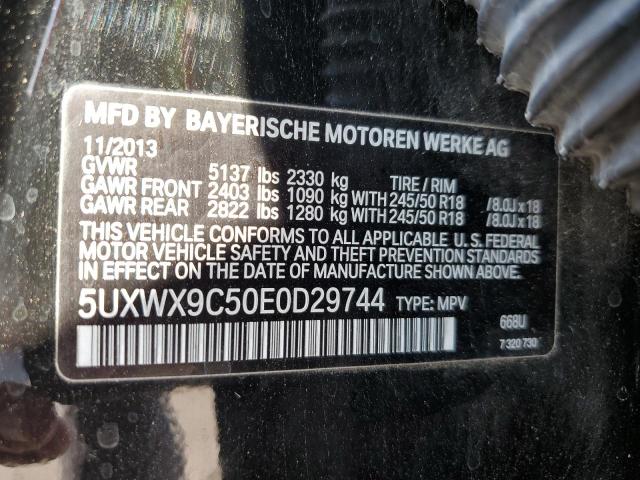 MFD BY BAYERISCHE MOTOREN WERKE AG
11/2013
GVWR 5137 lbs 2330 kg TIRE / RIM
GAWR FRONT 2403 lbs 1090 kg WITH 245/50 R18 /8.0J x 18
GAWR REAR 2822 lbs 1280 kg WITH 245/50 R18 /8.0J x 18
THIS VEHICLE CONFORMS TO ALL APPLICABLE U.S. FEDERAL
MOTOR VEHICLE SAFETY AND THEFT PREVENTION STANDARDS
IN EFFECT ON THE DATE OF MANUFACTURE SHOWN ABOVE.
5UXWX9C50E0D29744 TYPE: MPV
668U
7 320 730